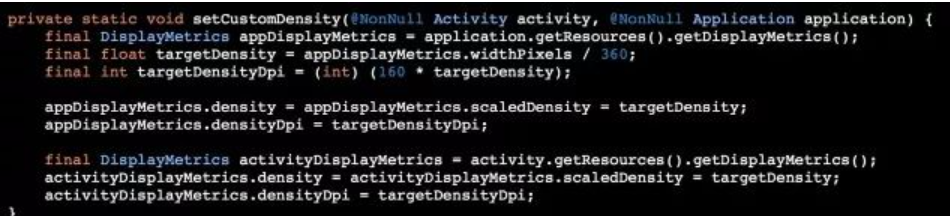 private static void setCustomDensity(@NonNull Activity activity, @NonNull Application application) {
    final DisplayMetrics appDisplayMetrics = application.getResources().getDisplayMetrics();
    final float targetDensity = appDisplayMetrics.widthPixels / 360;
    final int targetDensityDpi = (int) (160 * targetDensity);

    appDisplayMetrics.density = appDisplayMetrics.scaledDensity = targetDensity;
    appDisplayMetrics.densityDpi = targetDensityDpi;

    final DisplayMetrics activityDisplayMetrics = activity.getResources().getDisplayMetrics();
    activityDisplayMetrics.density = activityDisplayMetrics.scaledDensity = targetDensity;
    activityDisplayMetrics.densityDpi = targetDensityDpi;
}